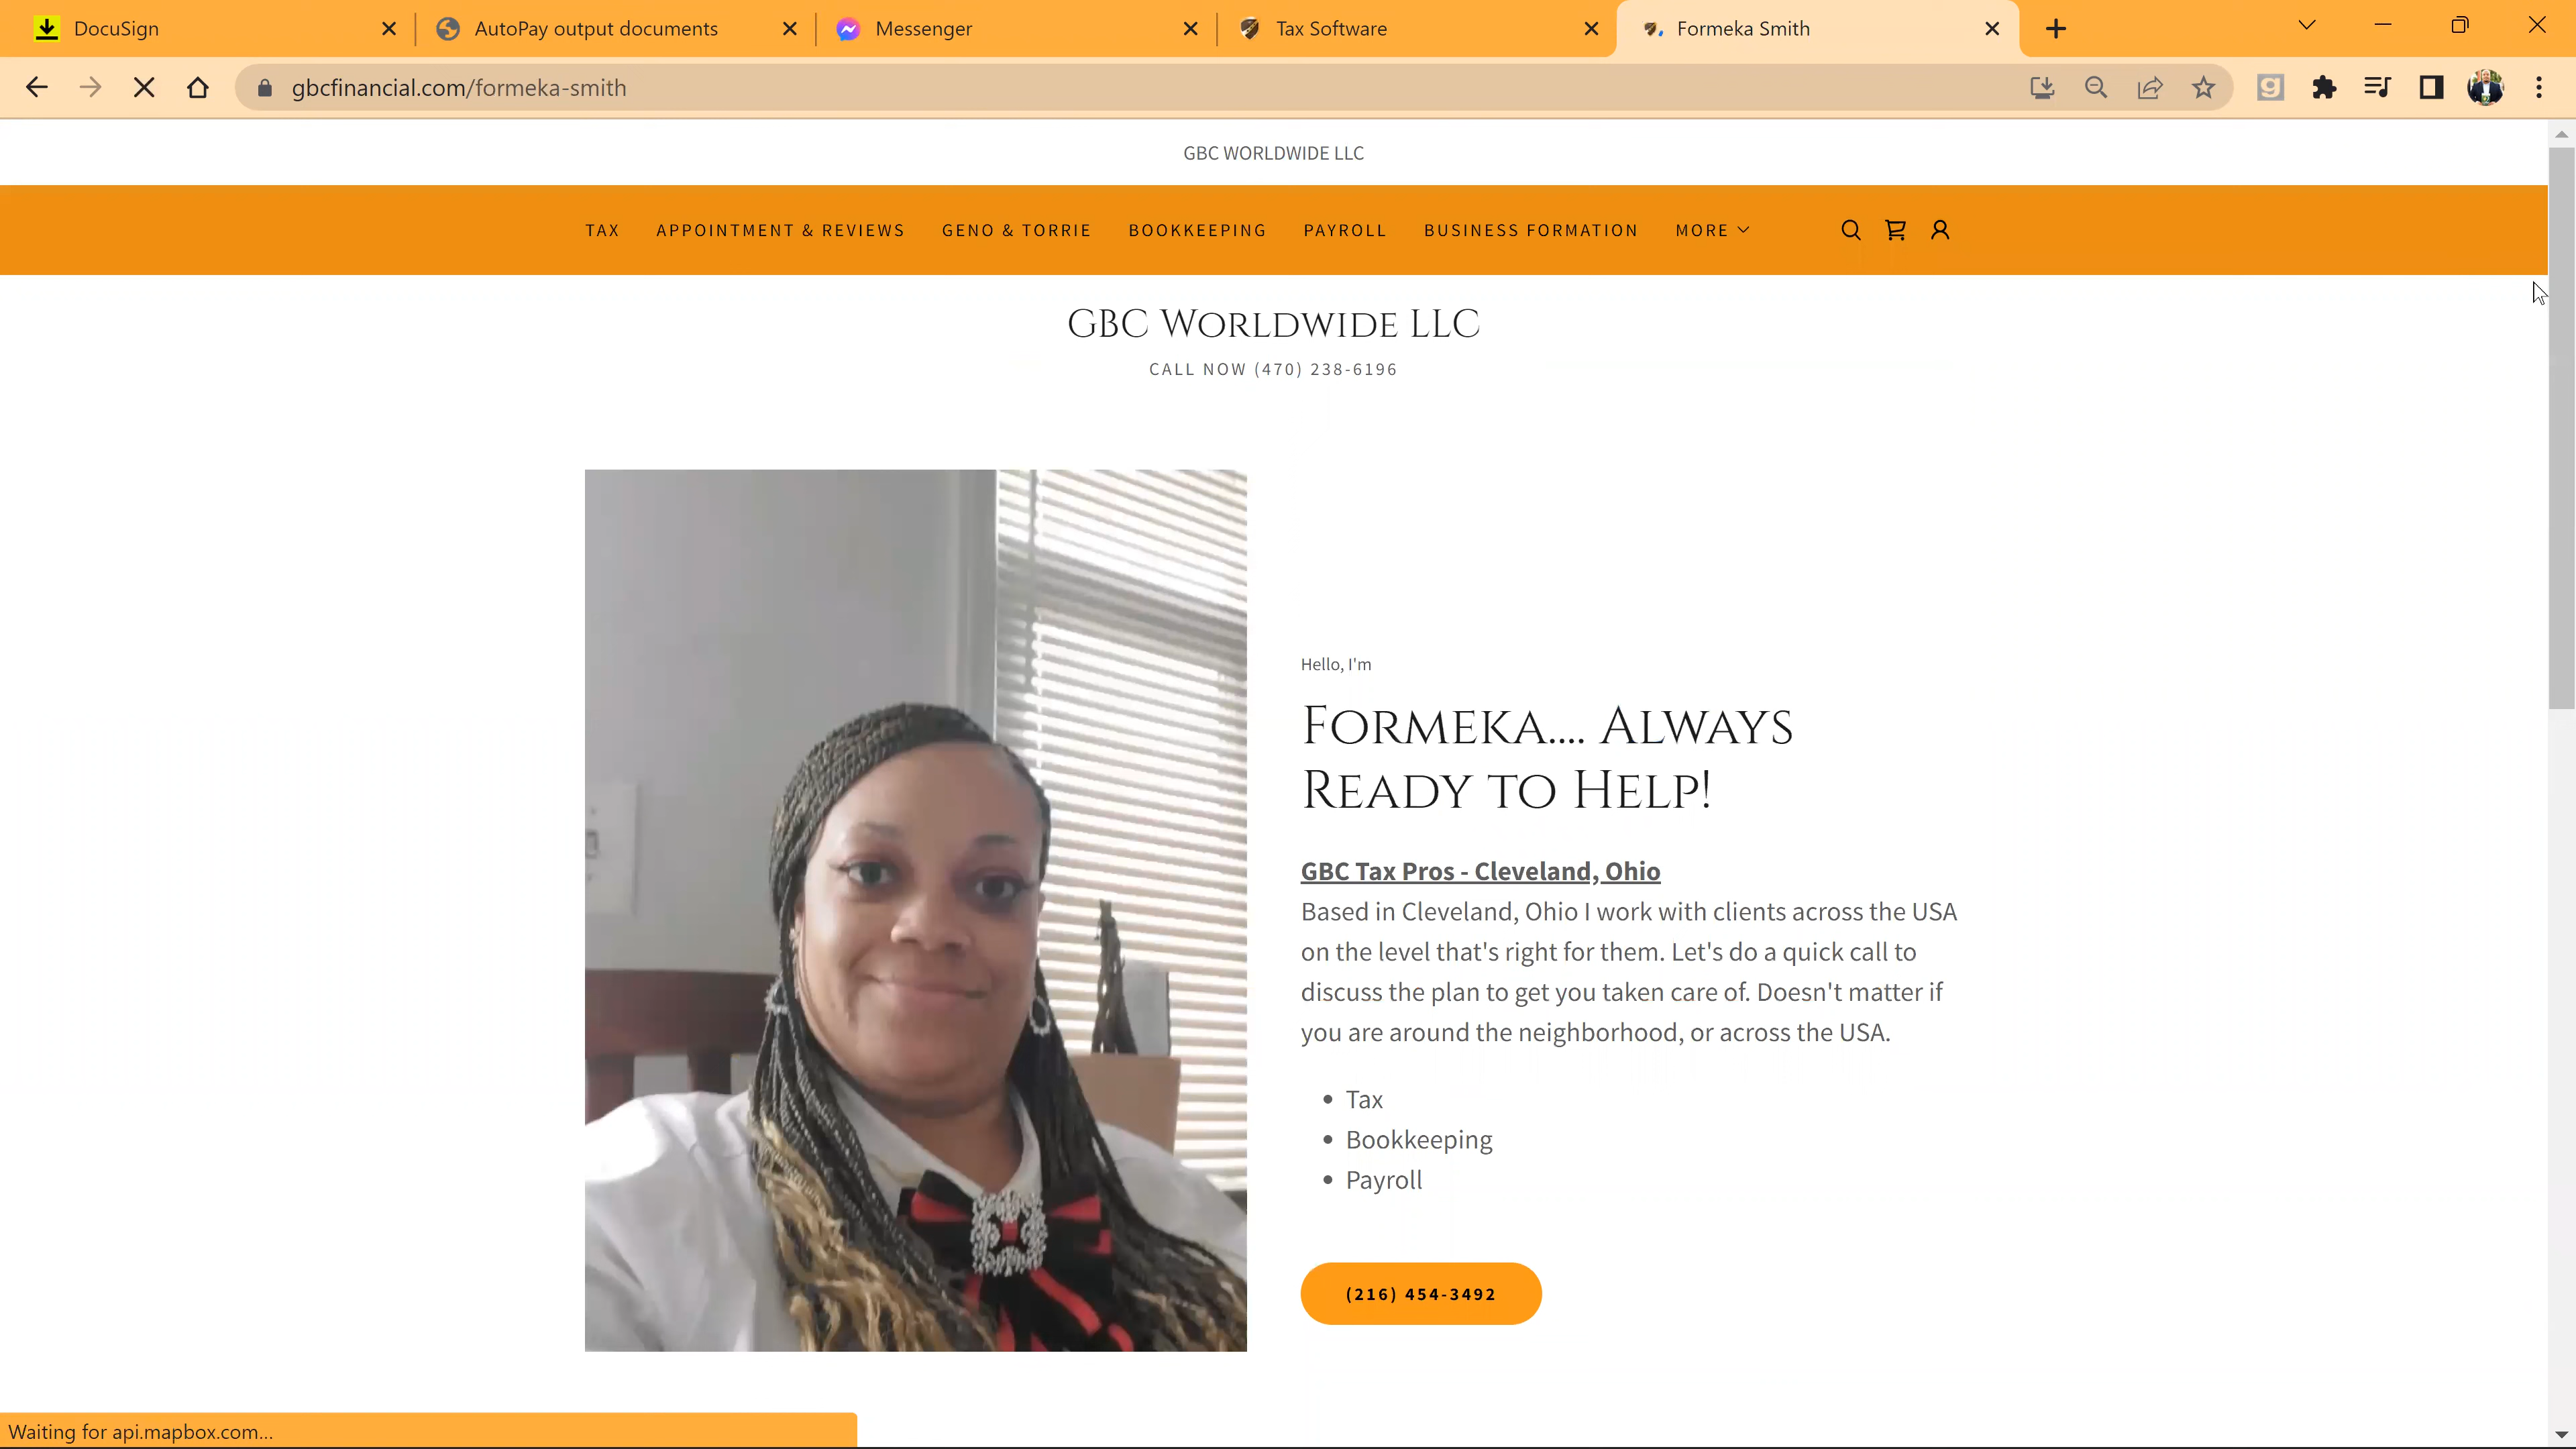 DocuSign
AutoPay output documents
Messenger
Tax Software
Formeka Smith
gbcfinancial.com/formeka-smith
GBC WORLDWIDE LLC
TAX APPOINTMENT & REVIEWS GENO & TORRIE BOOKKEEPING PAYROLL BUSINESS FORMATION MORE
GBC WORLDWIDE LLC
CALL NOW (470) 238-6196
Hello, I'm
FORMEKA.... ALWAYS
READY TO HELP!
GBC Tax Pros - Cleveland, Ohio
Based in Cleveland, Ohio I work with clients across the USA
on the level that's right for them. Let's do a quick call to
discuss the plan to get you taken care of. Doesn't matter if
you are around the neighborhood, or across the USA.
• Tax
• Bookkeeping
• Payroll
(216) 454-3492
Waiting for api.mapbox.com...